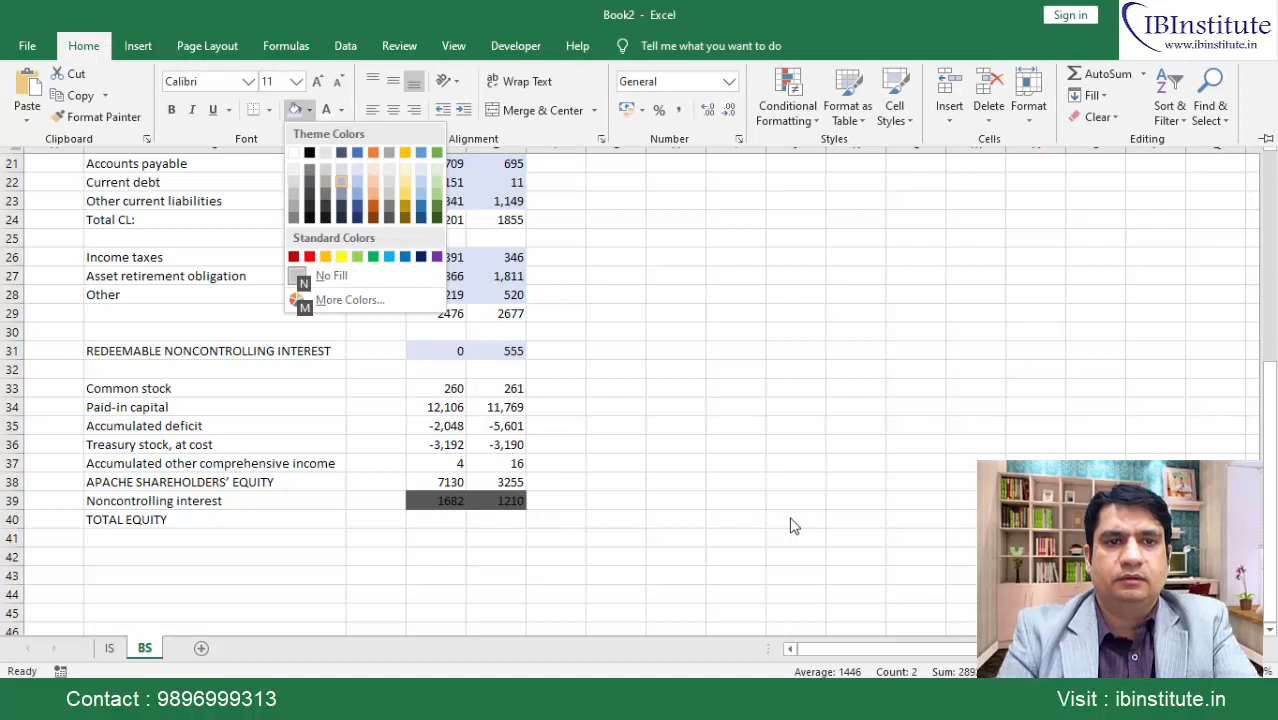 Book2 - Excel
Sign in
IBInstitute
www.ibinstitute.in
File Home Insert Page Layout Formulas Data Review View Developer Help Tell me what you want to do
Paste
Cut
Copy
Format Painter
Clipboard
Calibri 11
B I U
Font
Wrap Text
Merge & Center
Alignment
General
Conditional Formatting
Format as Table
Cell Styles
Styles
Insert
Delete
Format
Cells
AutoSum
Fill
Clear
Sort & Filter
Find & Select
Editing
Theme Colors
Standard Colors
No Fill
N
More Colors...
M
21 Accounts payable 709 695
22 Current debt 151 11
23 Other current liabilities 341 1,149
24 Total CL: 201 1855
25
26 Income taxes 391 346
27 Asset retirement obligation 866 1,811
28 Other 219 520
29 2476 2677
30
31 REDEEMABLE NONCONTROLLING INTEREST 0 555
32
33 Common stock 260 261
34 Paid-in capital 12,106 11,769
35 Accumulated deficit -2,048 -5,601
36 Treasury stock, at cost -3,192 -3,190
37 Accumulated other comprehensive income 4 16
38 APACHE SHAREHOLDERS’ EQUITY 7130 3255
39 Noncontrolling interest 1682 1210
40 TOTAL EQUITY
41
42
43
44
45
46
IS BS
Ready
Average: 1446 Count: 2 Sum: 289
Contact : 9896999313
Visit : ibinstitute.in